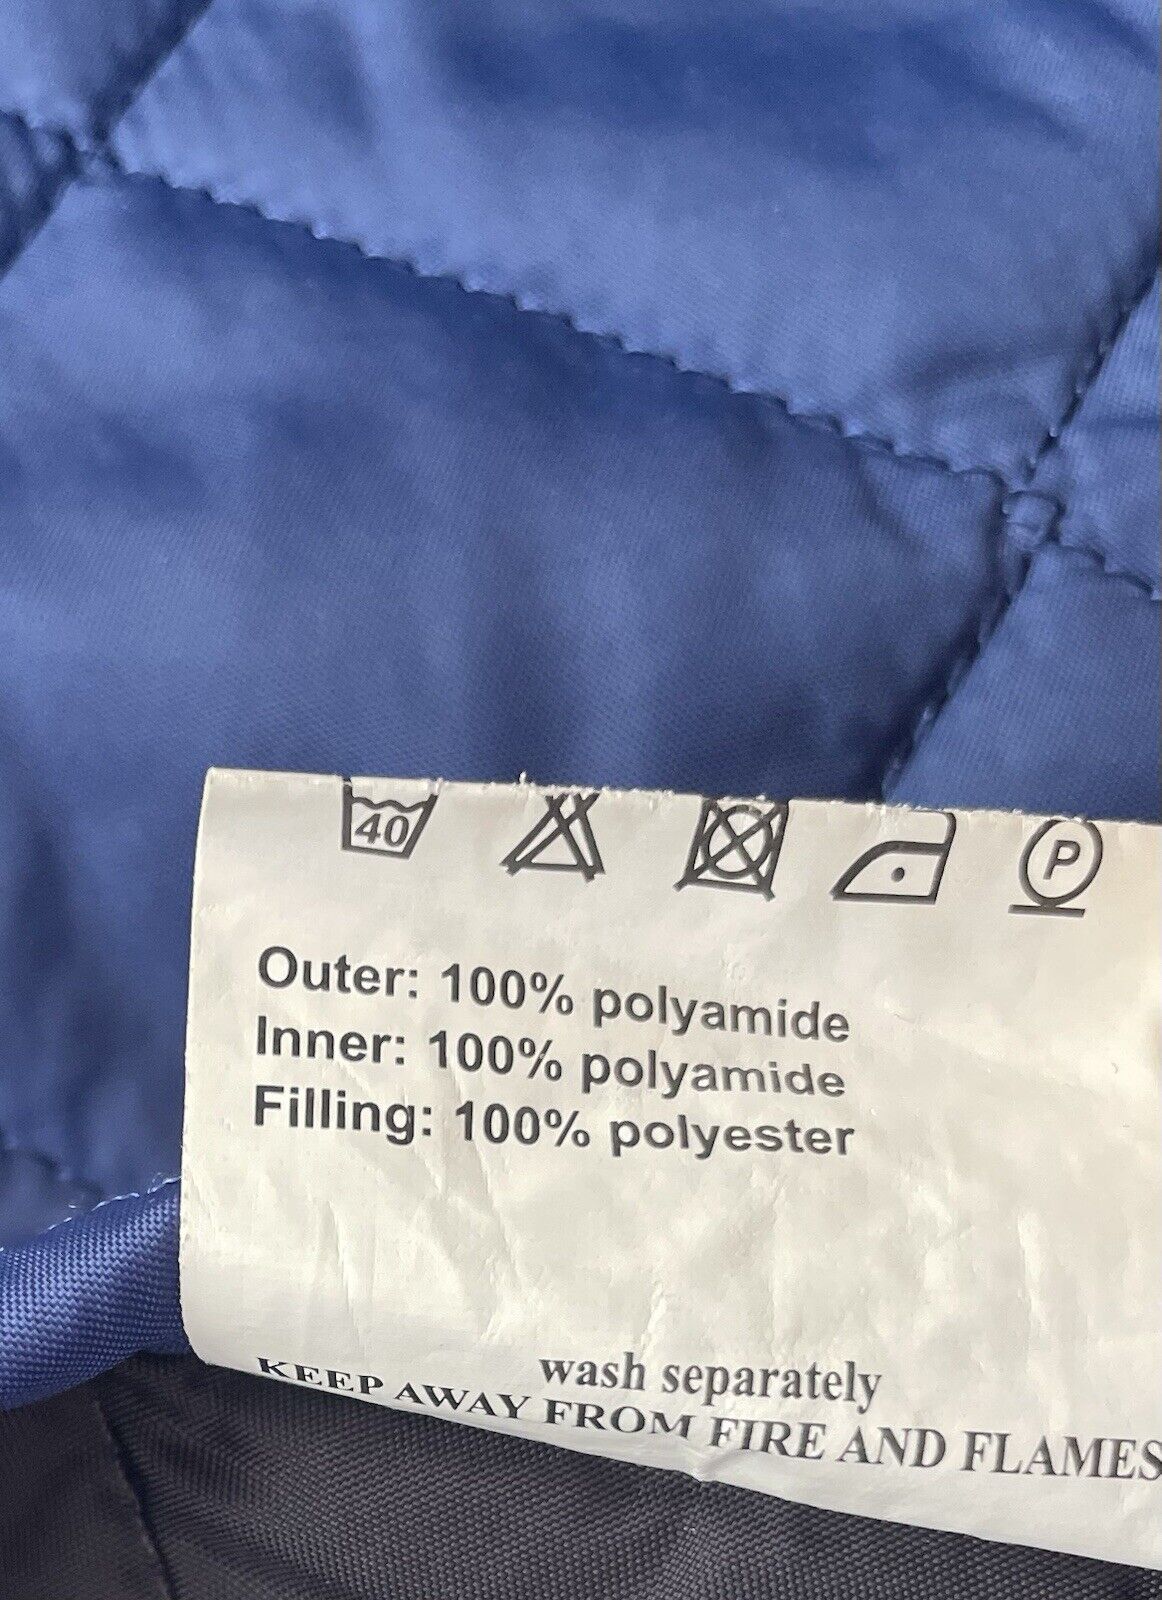 40 P
Outer: 100% polyamide
Inner: 100% polyamide
Filling: 100% polyester
wash separately
KEEP AWAY FROM FIRE AND FLAMES